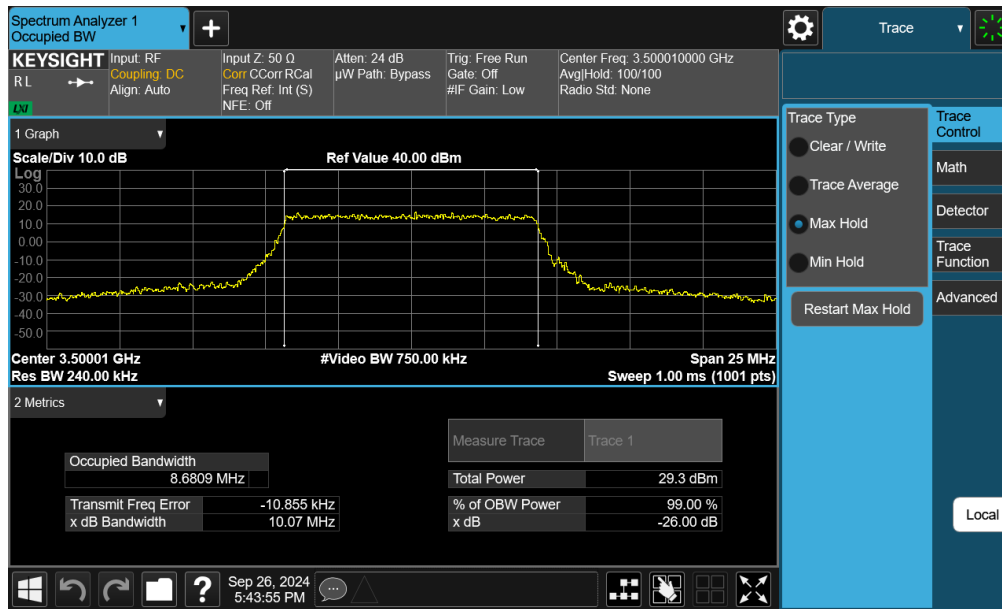 Spectrum Analyzer 1
Occupied BW
+
Trace
KEYSIGHT
R L
LXI
Input: RF
Coupling: DC
Align: Auto
Input Z: 50 Ω
Corr CCorr RCal
Freq Ref: Int (S)
NFE: Off
Atten: 24 dB
µW Path: Bypass
Trig: Free Run
Gate: Off
#IF Gain: Low
Center Freq: 3.500010000 GHz
Avg|Hold: 100/100
Radio Std: None
1 Graph
Scale/Div 10.0 dB
Ref Value 40.00 dBm
Log
30.0
20.0
10.0
0.00
-10.0
-20.0
-30.0
-40.0
-50.0
Center 3.50001 GHz
#Video BW 750.00 kHz
Span 25 MHz
Res BW 240.00 kHz
Sweep 1.00 ms (1001 pts)
2 Metrics
Measure Trace
Trace 1
Occupied Bandwidth
8.6809 MHz
Total Power
29.3 dBm
Transmit Freq Error
-10.855 kHz
% of OBW Power
99.00 %
x dB Bandwidth
10.07 MHz
x dB
-26.00 dB
Trace Type
Clear / Write
Trace Average
Max Hold
Min Hold
Restart Max Hold
Trace
Control
Math
Detector
Trace
Function
Advanced
Local
?
Sep 26, 2024
5:43:55 PM